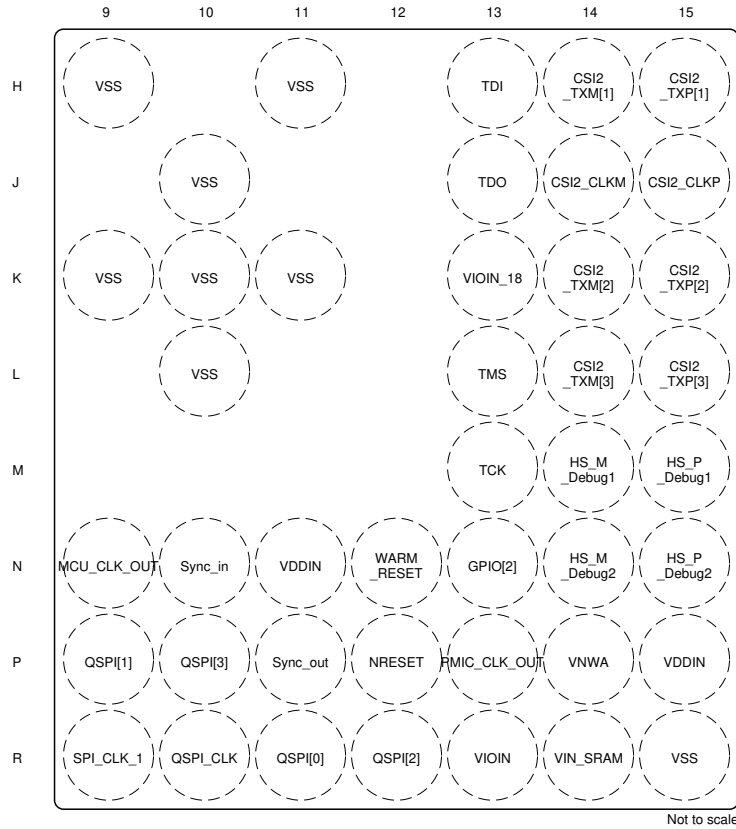 9 10 11 12 13 14 15
H VSS VSS TDI CSI2 _TXM[1] CSI2 _TXP[1]
J VSS TDO CSI2_CLKM CSI2_CLKP
K VSS VSS VSS VIOIN_18 CSI2 _TXM[2] CSI2 _TXP[2]
L VSS TMS CSI2 _TXM[3] CSI2 _TXP[3]
M TCK HS_M _Debug1 HS_P _Debug1
N MCU_CLK_OUT Sync_in VDDIN WARM _RESET GPIO[2] HS_M _Debug2 HS_P _Debug2
P QSPI[1] QSPI[3] Sync_out NRESET PMIC_CLK_OUT VNWA VDDIN
R SPI_CLK_1 QSPI_CLK QSPI[0] QSPI[2] VIOIN VIN_SRAM VSS
Not to scale